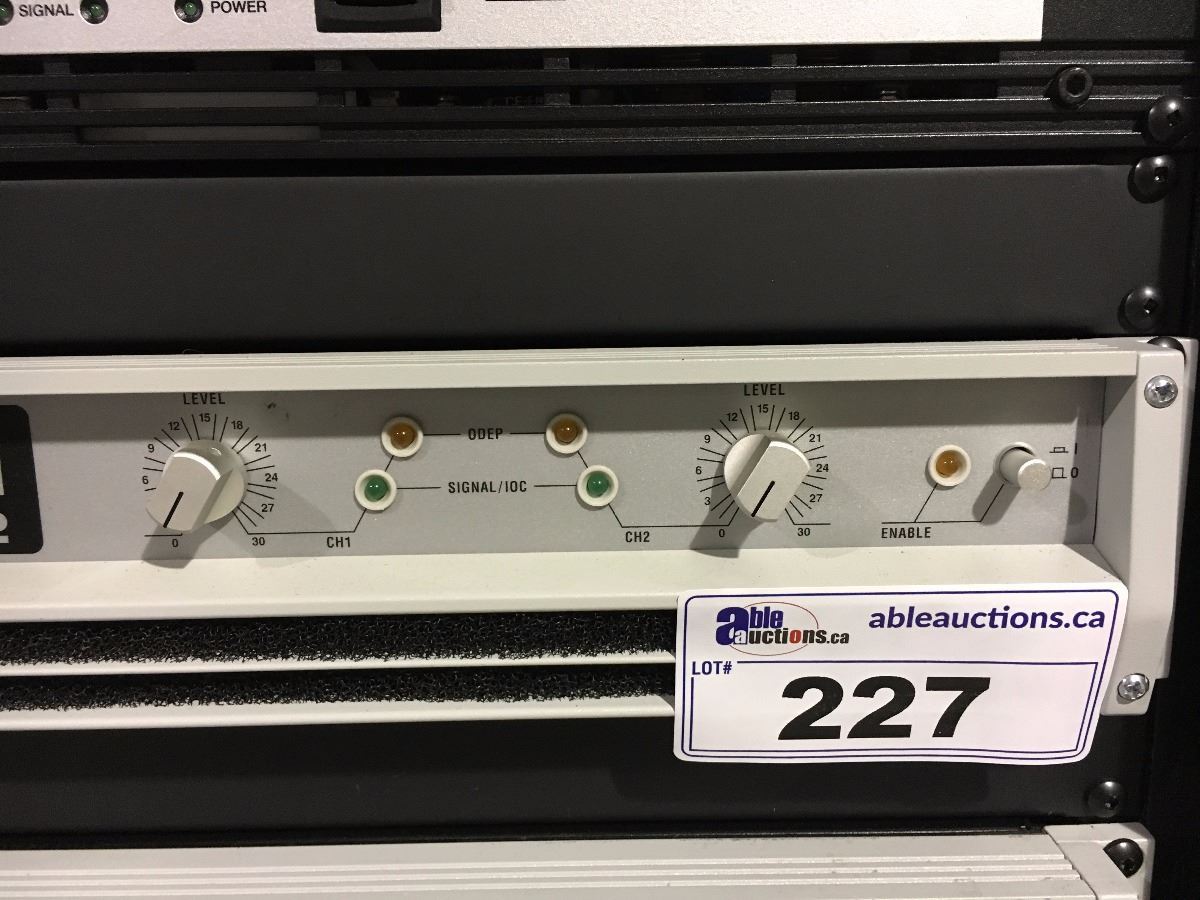 SIGNAL
POWER
LEVEL
6 9 12 15 18 21 24 27
0
30
CH1
ODEP
SIGNAL/IOC
LEVEL
3 6 9 12 15 18 21 24 27
0
30
CH2
ENABLE
I
0
able auctions.ca
ableauctions.ca
LOT#
227